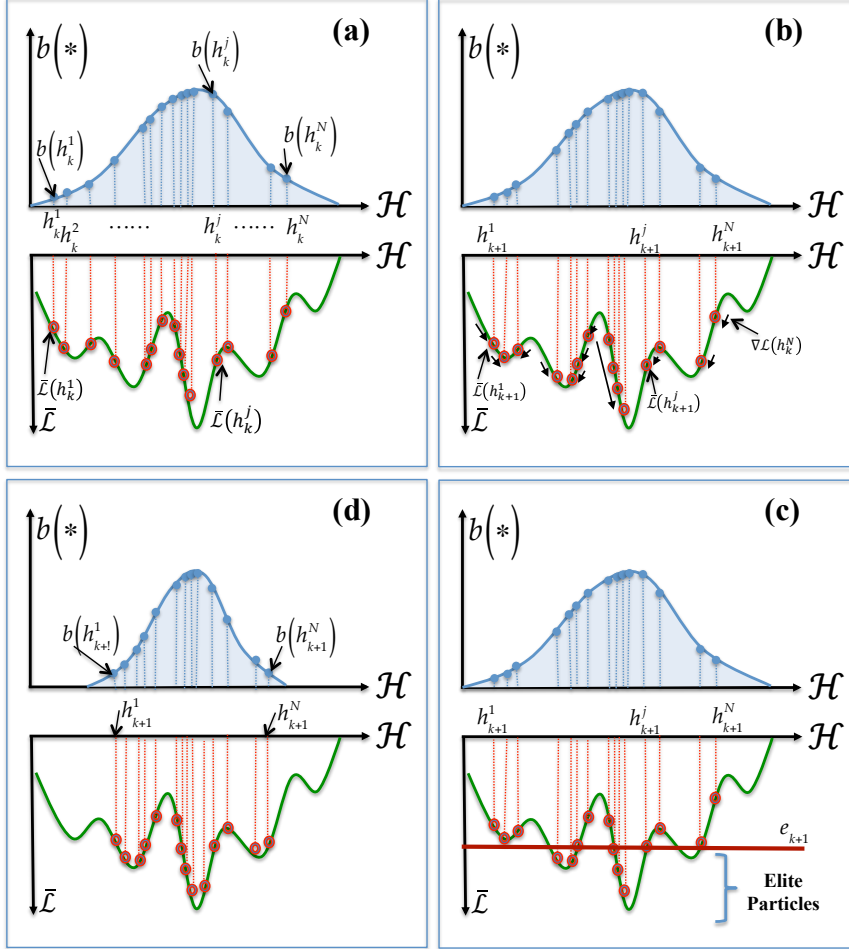 (a)
b(*)
b(h_k^j)
b(h_k^N)
b(h_k^1)
ℋ
h_k^1 h_k^2 ...... h_k^j ...... h_k^N
ℋ
L̄(h_k^1)
L̄(h_k^j)
L̄
(b)
b(*)
ℋ
h_{k+1}^1 h_{k+1}^j h_{k+1}^N
ℋ
∇ℒ(h_k^N)
L̄(h_{k+1}^1)
L̄(h_{k+1}^j)
L̄
(d)
b(*)
b(h_{k+!}^1)
b(h_{k+1}^N)
ℋ
h_{k+1}^1 h_{k+1}^N
ℋ
L̄
(c)
b(*)
ℋ
h_{k+1}^1 h_{k+1}^j h_{k+1}^N
ℋ
e_{k+1}
Elite
Particles
L̄